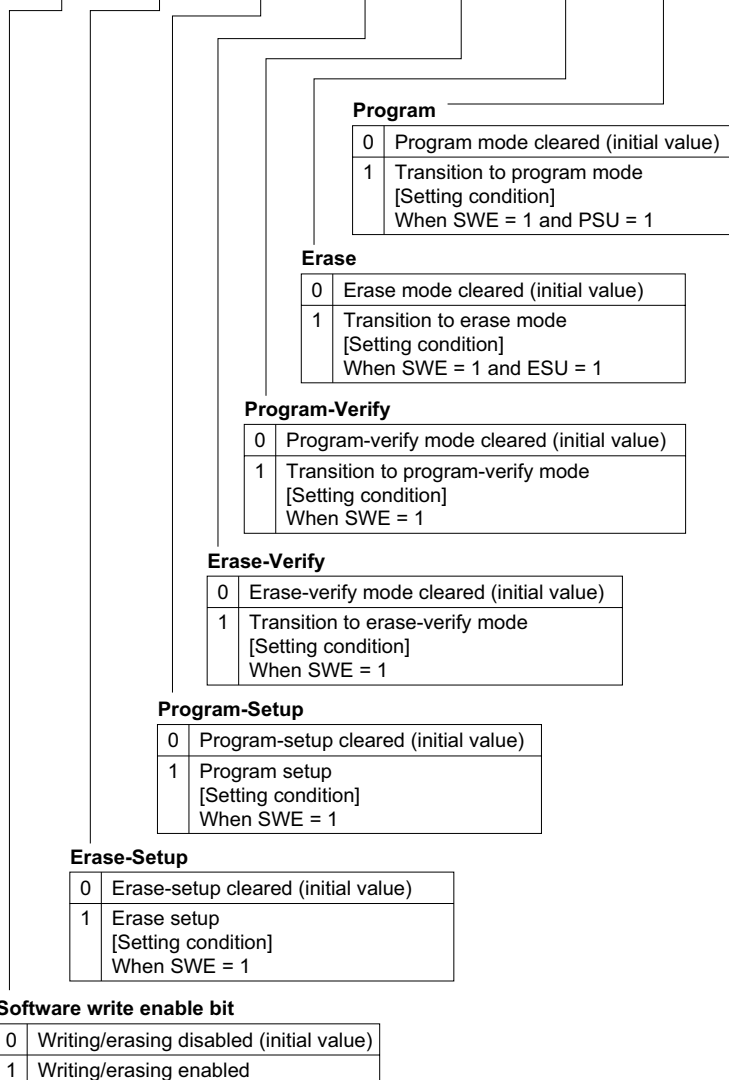 Program
0 Program mode cleared (initial value)
1 Transition to program mode
[Setting condition]
When SWE = 1 and PSU = 1
Erase
0 Erase mode cleared (initial value)
1 Transition to erase mode
[Setting condition]
When SWE = 1 and ESU = 1
Program-Verify
0 Program-verify mode cleared (initial value)
1 Transition to program-verify mode
[Setting condition]
When SWE = 1
Erase-Verify
0 Erase-verify mode cleared (initial value)
1 Transition to erase-verify mode
[Setting condition]
When SWE = 1
Program-Setup
0 Program-setup cleared (initial value)
1 Program setup
[Setting condition]
When SWE = 1
Erase-Setup
0 Erase-setup cleared (initial value)
1 Erase setup
[Setting condition]
When SWE = 1
Software write enable bit
0 Writing/erasing disabled (initial value)
1 Writing/erasing enabled